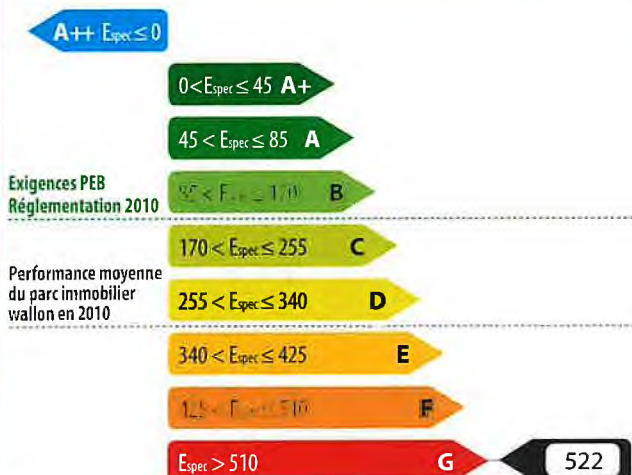 A++ Espec ≤ 0
0 < Espec ≤ 45 A+
45 < Espec ≤ 85 A
Exigences PEB
Réglementation 2010
B
170 < Espec ≤ 255 C
Performance moyenne
du parc immobilier
wallon en 2010
255 < Espec ≤ 340 D
340 < Espec ≤ 425 E
F
Espec > 510 G
522